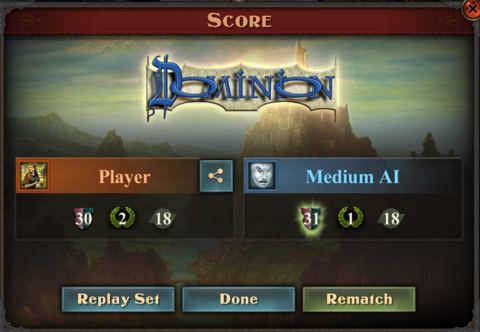 SCORE
DOMINION
Player
Medium AI
30 2 18
31 1 18
Replay Set
Done
Rematch